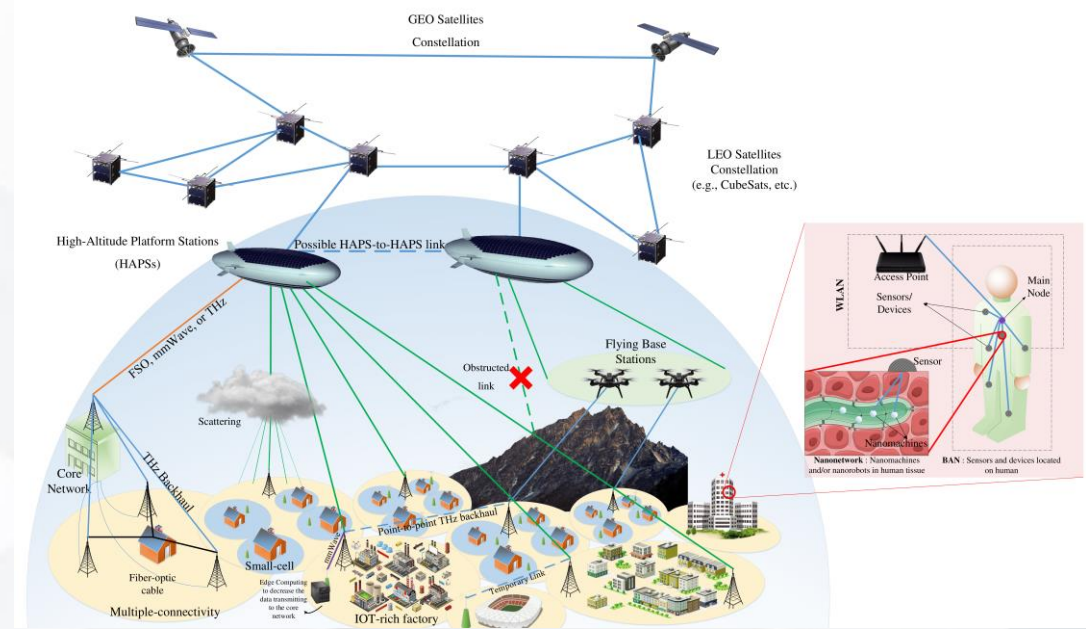 GEO Satellites
Constellation
LEO Satellites
Constellation
(e.g., CubeSats, etc.)
High-Altitude Platform Stations
(HAPSs)
Possible HAPS-to-HAPS link
FSO, mmWave, or THz
Scattering
Obstructed
link
Flying Base
Stations
Core
Network
THz Backhaul
Point-to-point THz backhaul
mmWave
Small-cell
Fiber-optic
cable
Multiple-connectivity
Edge Computing
to decrease the
data transmitting
to the core
network
IOT-rich factory
Temporary Link
WLAN
Access Point
Main
Node
Sensors/
Devices
Sensor
Nanomachines
Nanonetwork : Nanomachines
and/or nanorobots in human tissue
BAN : Sensors and devices located
on human